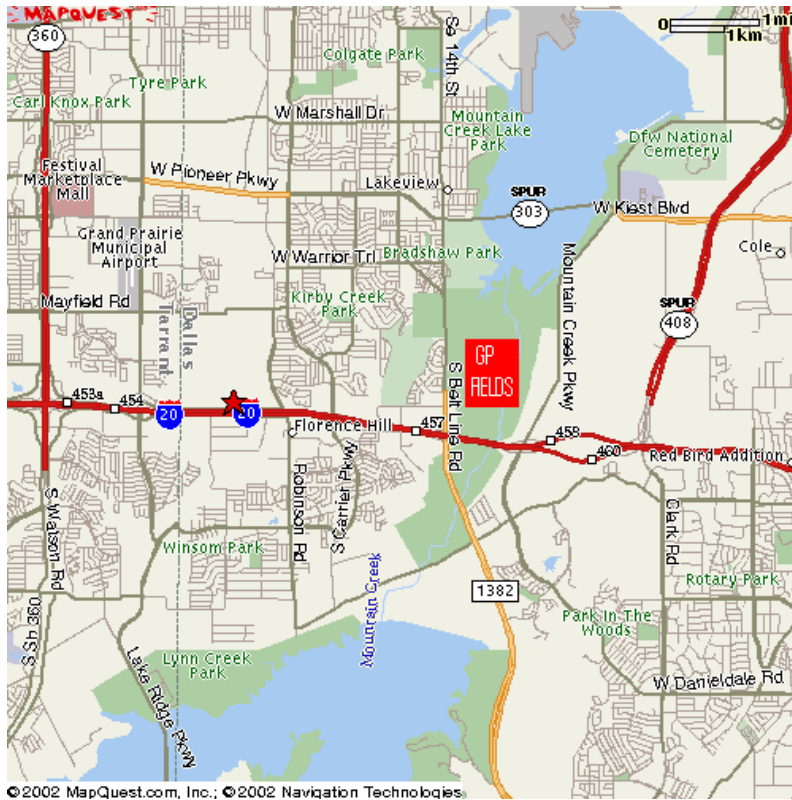 MAPQUEST
0
1mi
1km
360
Se 14th St
Colgate Park
Tyre Park
Carl Knox Park
W Marshall Dr
Mountain
Creek Lake
Park
Dfw National
Cemetery
Festival
Marketplace
Mall
W Pioneer Pkwy
Lakeview
SPUR
303
W Kiest Blvd
Grand Prairie
Municipal
Airport
W Warrior Trl
Bradshaw Park
Cole
Mountain Creek Pkwy
Mayfield Rd
Kirby Creek
Park
SPUR
408
Tarrant
Dallas
GP
FIELDS
S Belt Line Rd
453a
454
20
20
Florence Hill
457
458
460
Red Bird Addition
S Watson Rd
Robinson Rd
S Carrier Pkwy
Clark Rd
Winsom Park
Mountain Creek
1382
Rotary Park
Park In The
Woods
S SH 360
Lynn Creek
Park
Lake Ridge Pkwy
W Danieldale Rd
©2002 MapQuest.com, Inc.; ©2002 Navigation Technologies